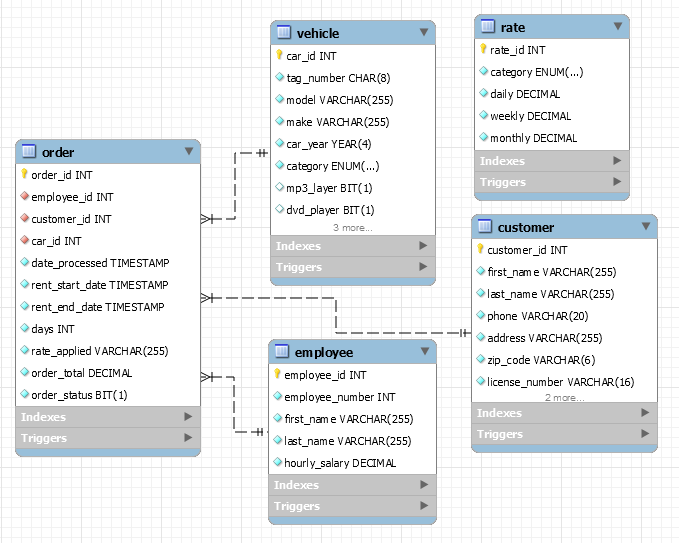 vehicle
car_id INT
tag_number CHAR(8)
model VARCHAR(255)
make VARCHAR(255)
car_year YEAR(4)
category ENUM(...)
mp3_layer BIT(1)
dvd_player BIT(1)
3 more...
Indexes
Triggers
rate
rate_id INT
category ENUM(...)
daily DECIMAL
weekly DECIMAL
monthly DECIMAL
Indexes
Triggers
order
order_id INT
employee_id INT
customer_id INT
car_id INT
date_processed TIMESTAMP
rent_start_date TIMESTAMP
rent_end_date TIMESTAMP
days INT
rate_applied VARCHAR(255)
order_total DECIMAL
order_status BIT(1)
Indexes
Triggers
customer
customer_id INT
first_name VARCHAR(255)
last_name VARCHAR(255)
phone VARCHAR(20)
address VARCHAR(255)
zip_code VARCHAR(6)
license_number VARCHAR(16)
2 more...
Indexes
Triggers
employee
employee_id INT
employee_number INT
first_name VARCHAR(255)
last_name VARCHAR(255)
hourly_salary DECIMAL
Indexes
Triggers